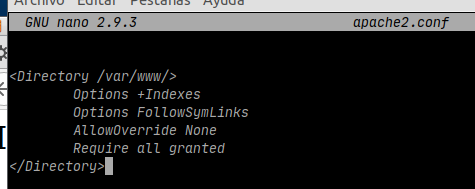 Archivo Editar Pestañas Ayuda
GNU nano 2.9.3 apache2.conf
<Directory /var/www/>
Options +Indexes
Options FollowSymLinks
AllowOverride None
Require all granted
</Directory>